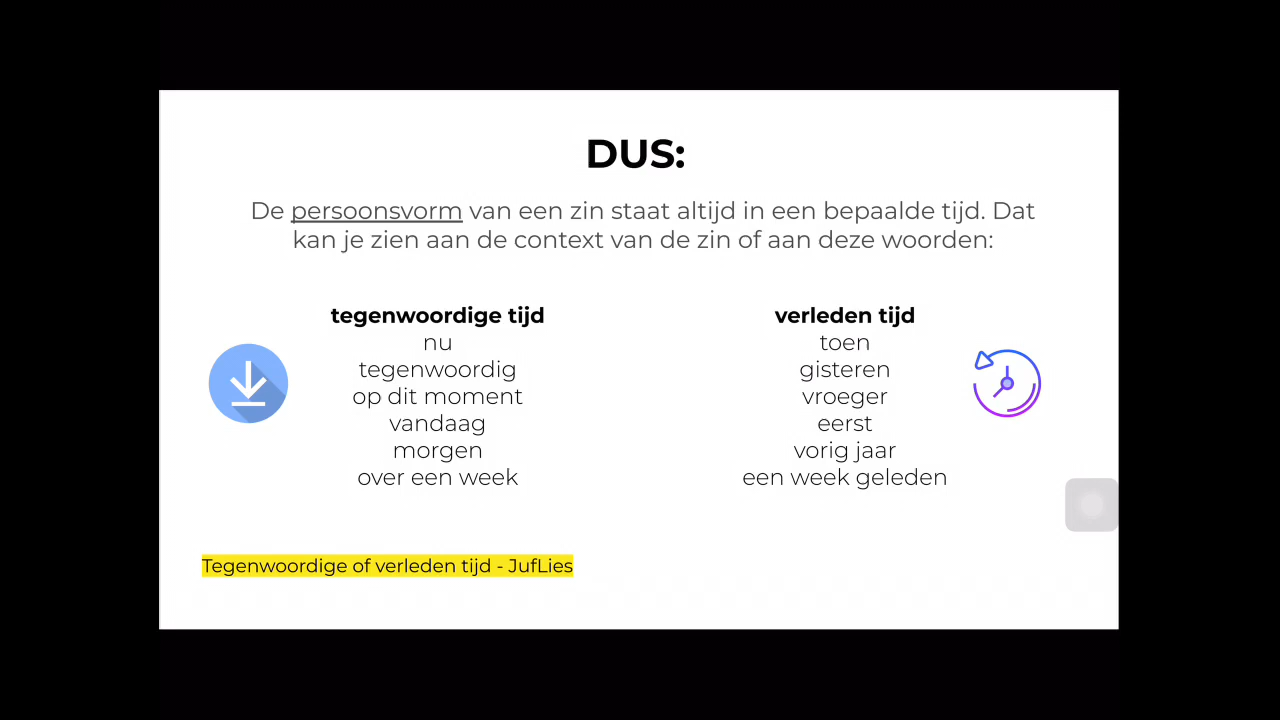 DUS:
De persoonsvorm van een zin staat altijd in een bepaalde tijd. Dat
kan je zien aan de context van de zin of aan deze woorden:
tegenwoordige tijd
nu
tegenwoordig
op dit moment
vandaag
morgen
over een week
verleden tijd
toen
gisteren
vroeger
eerst
vorig jaar
een week geleden
Tegenwoordige of verleden tijd - JufLies